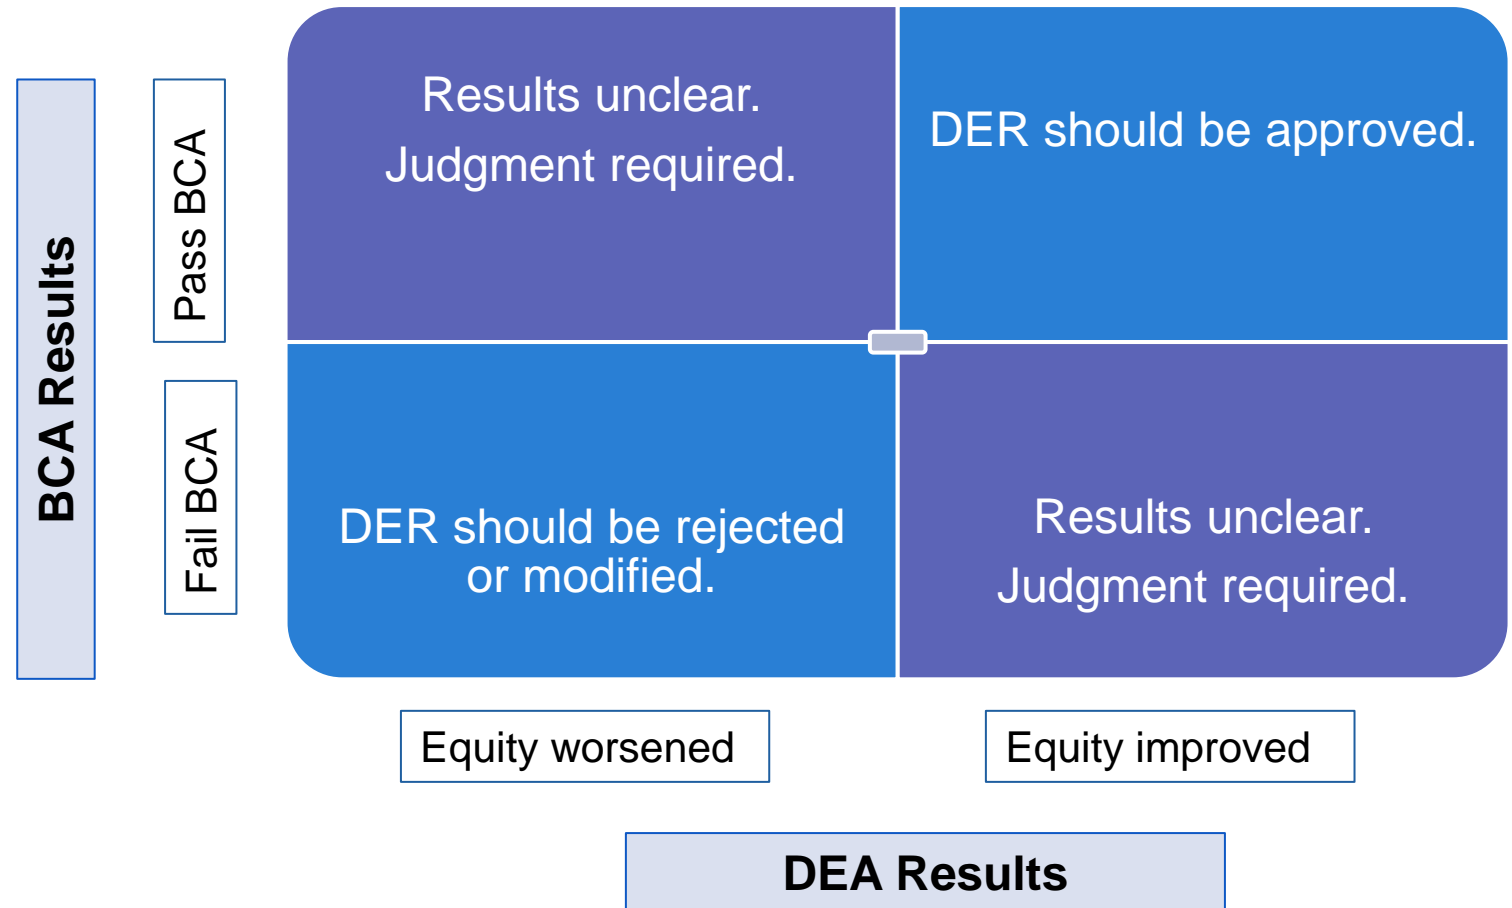 BCA Results
Pass BCA
Fail BCA
Results unclear.
Judgment required.
DER should be approved.
DER should be rejected
or modified.
Results unclear.
Judgment required.
Equity worsened
Equity improved
DEA Results